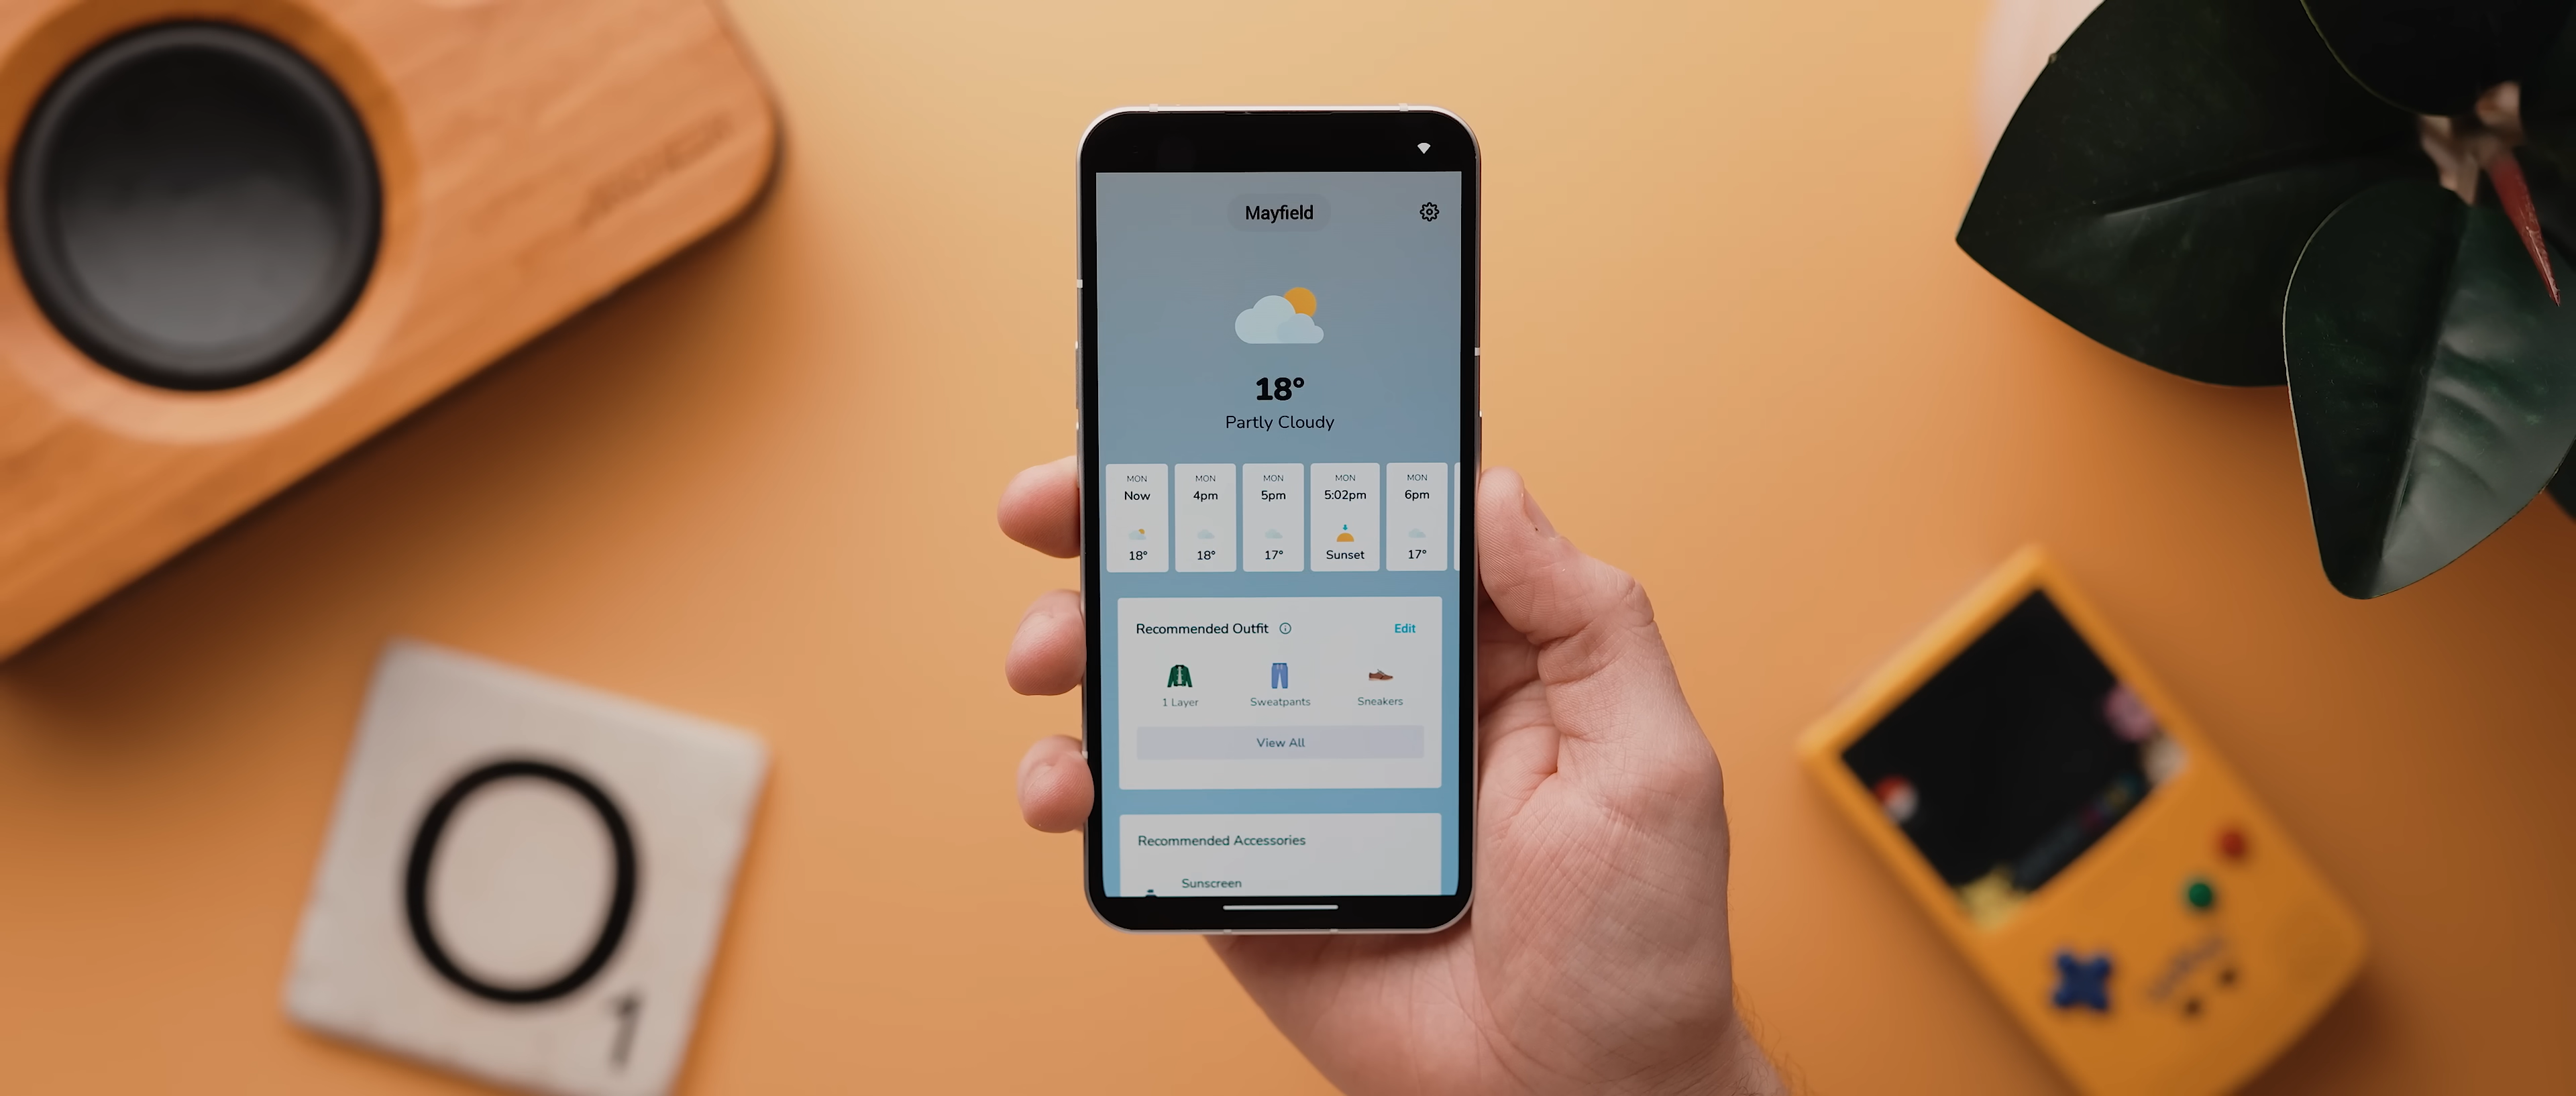 Mayfield
18°
Partly Cloudy
MON MON MON MON MON
Now 4pm 5pm 5:02pm 6pm
18° 18° 17° Sunset 17°
Recommended Outfit Edit
1 Layer Sweatpants Sneakers
View All
Recommended Accessories
Sunscreen
O
1